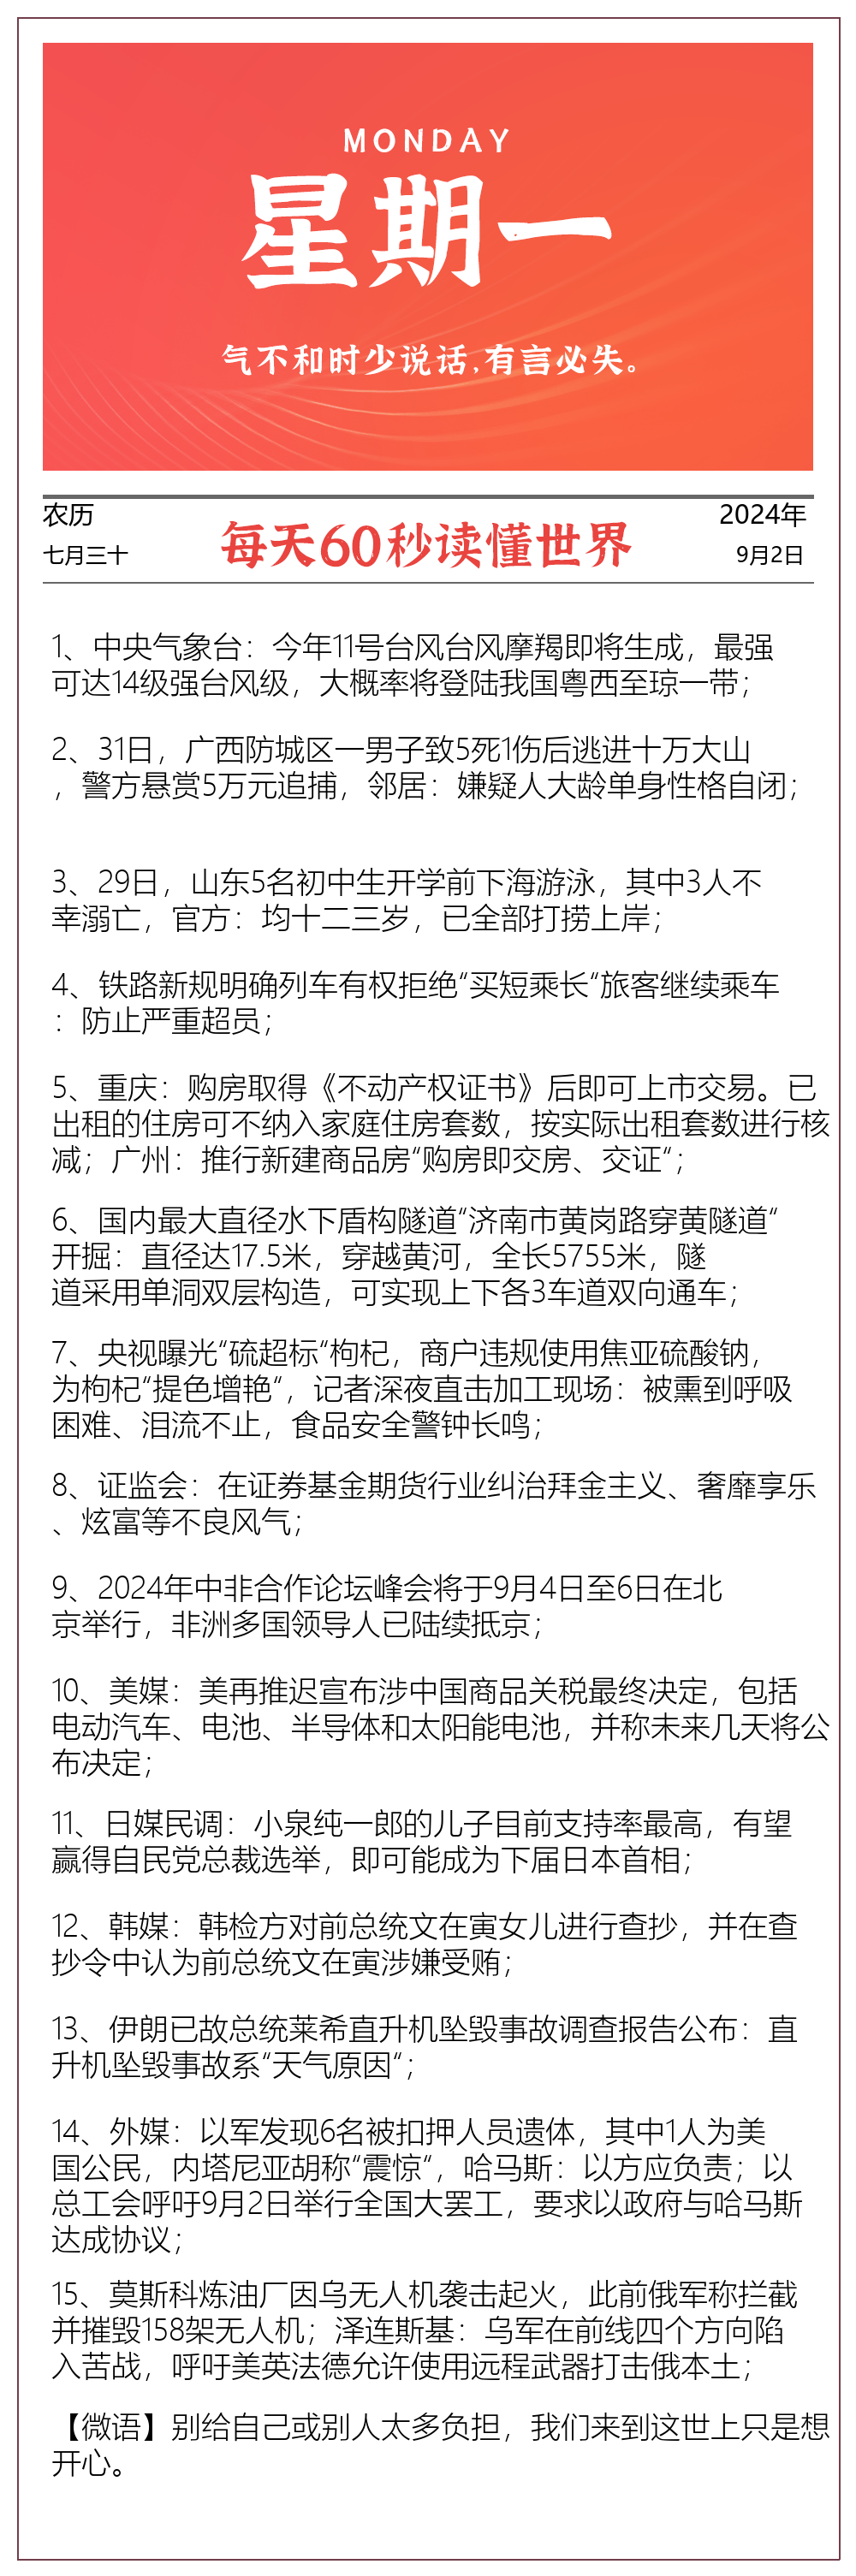 MONDAY
星期一
气不和时少说话,有言必失。
农历
七月三十
每天60秒读懂世界
2024年
9月2日
1、中央气象台：今年11号台风台风摩羯即将生成，最强
可达14级强台风级，大概率将登陆我国粤西至琼一带；
2、31日，广西防城区一男子致5死1伤后逃进十万大山
，警方悬赏5万元追捕，邻居：嫌疑人大龄单身性格自闭；
3、29日，山东5名初中生开学前下海游泳，其中3人不
幸溺亡，官方：均十二三岁，已全部打捞上岸；
4、铁路新规明确列车有权拒绝“买短乘长“旅客继续乘车
：防止严重超员；
5、重庆：购房取得《不动产权证书》后即可上市交易。已
出租的住房可不纳入家庭住房套数，按实际出租套数进行核
减；广州：推行新建商品房“购房即交房、交证“；
6、国内最大直径水下盾构隧道“济南市黄岗路穿黄隧道“
开掘：直径达17.5米，穿越黄河，全长5755米，隧
道采用单洞双层构造，可实现上下各3车道双向通车；
7、央视曝光“硫超标“枸杞，商户违规使用焦亚硫酸钠，
为枸杞“提色增艳“，记者深夜直击加工现场：被熏到呼吸
困难、泪流不止，食品安全警钟长鸣；
8、证监会：在证券基金期货行业纠治拜金主义、奢靡享乐
、炫富等不良风气；
9、2024年中非合作论坛峰会将于9月4日至6日在北
京举行，非洲多国领导人已陆续抵京；
10、美媒：美再推迟宣布涉中国商品关税最终决定，包括
电动汽车、电池、半导体和太阳能电池，并称未来几天将公
布决定；
11、日媒民调：小泉纯一郎的儿子目前支持率最高，有望
赢得自民党总裁选举，即可能成为下届日本首相；
12、韩媒：韩检方对前总统文在寅女儿进行查抄，并在查
抄令中认为前总统文在寅涉嫌受贿；
13、伊朗已故总统莱希直升机坠毁事故调查报告公布：直
升机坠毁事故系“天气原因“；
14、外媒：以军发现6名被扣押人员遗体，其中1人为美
国公民，内塔尼亚胡称“震惊“，哈马斯：以方应负责；以
总工会呼吁9月2日举行全国大罢工，要求以政府与哈马斯
达成协议；
15、莫斯科炼油厂因乌无人机袭击起火，此前俄军称拦截
并摧毁158架无人机；泽连斯基：乌军在前线四个方向陷
入苦战，呼吁美英法德允许使用远程武器打击俄本土；
【微语】别给自己或别人太多负担，我们来到这世上只是想
开心。